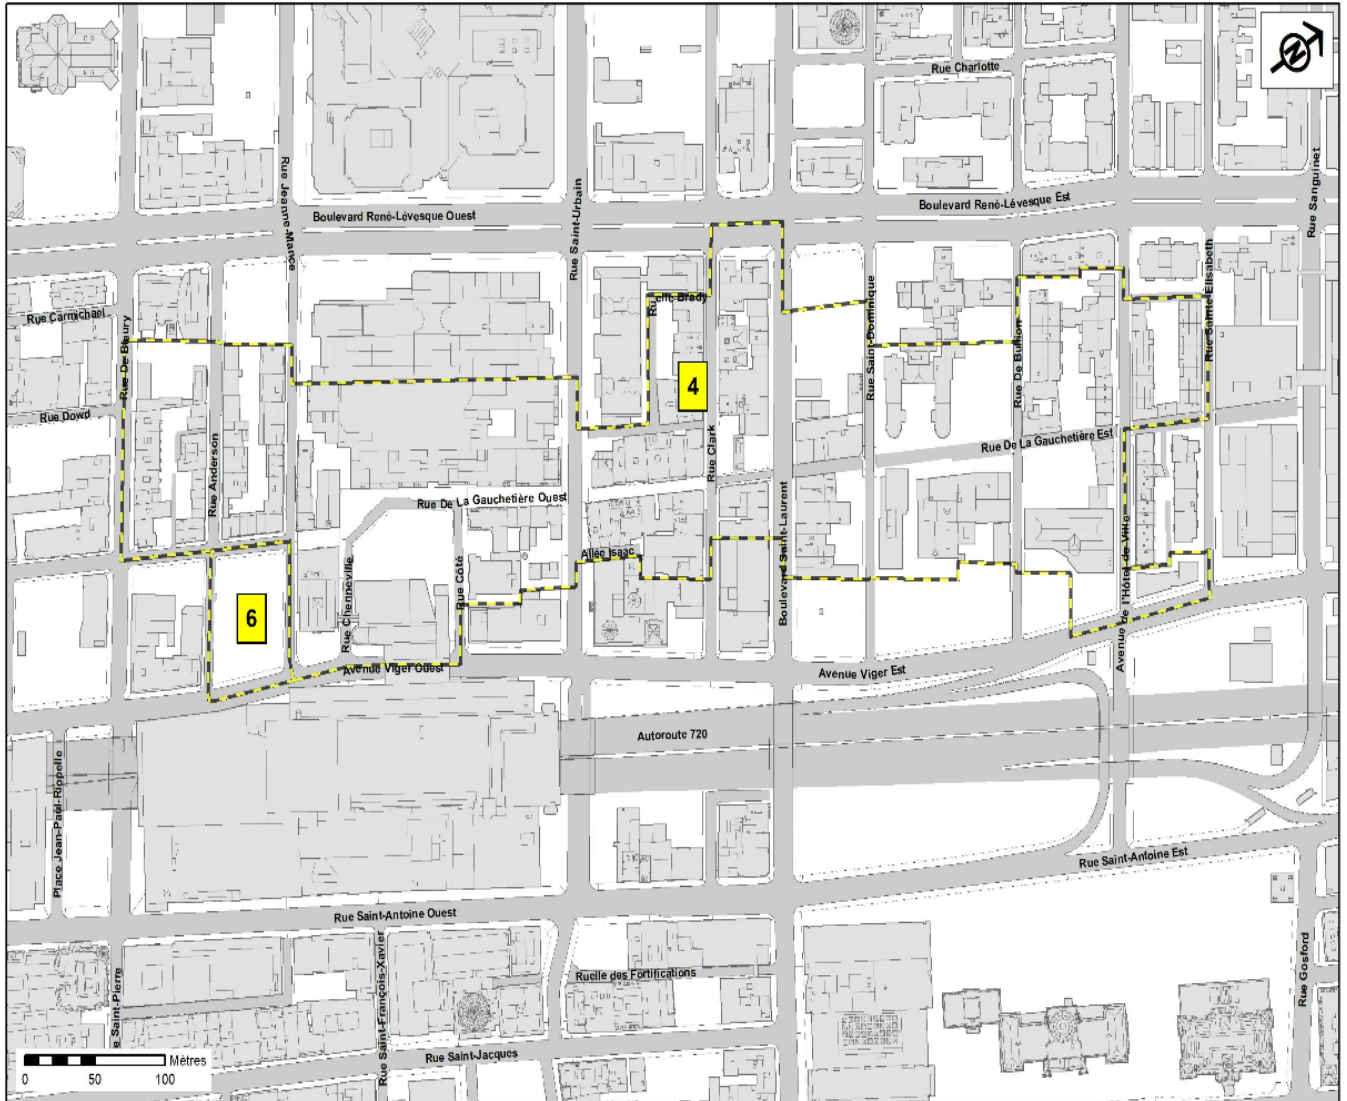 N
Rue Charlotte
Rue Jeanne-Mance
Rue Saint-Urbain
Rue Sanguinet
Boulevard René-Lévesque Ouest
Boulevard René-Lévesque Est
Rue Carmichael
Rue De Bleury
Ruelle Brady
Rue Saint-Dominique
Rue De Bullion
Rue Sainte-Élisabeth
4
Rue Dowd
Rue Anderson
Rue Clark
Rue De La Gauchetière Est
Rue De La Gauchetière Ouest
Allée Isaac
Boulevard Saint-Laurent
Avenue de l'Hôtel-de-Ville
Rue Chenneville
Rue Côté
6
Avenue Viger Ouest
Avenue Viger Est
Autoroute 720
Place Jean-Paul-Riopelle
Rue Saint-Antoine Est
Rue Saint-Antoine Ouest
Ruelle des Fortifications
e Saint-Pierre
Rue Saint-François-Xavier
Rue Gosford
Rue Saint-Jacques
Mètres
0 50 100